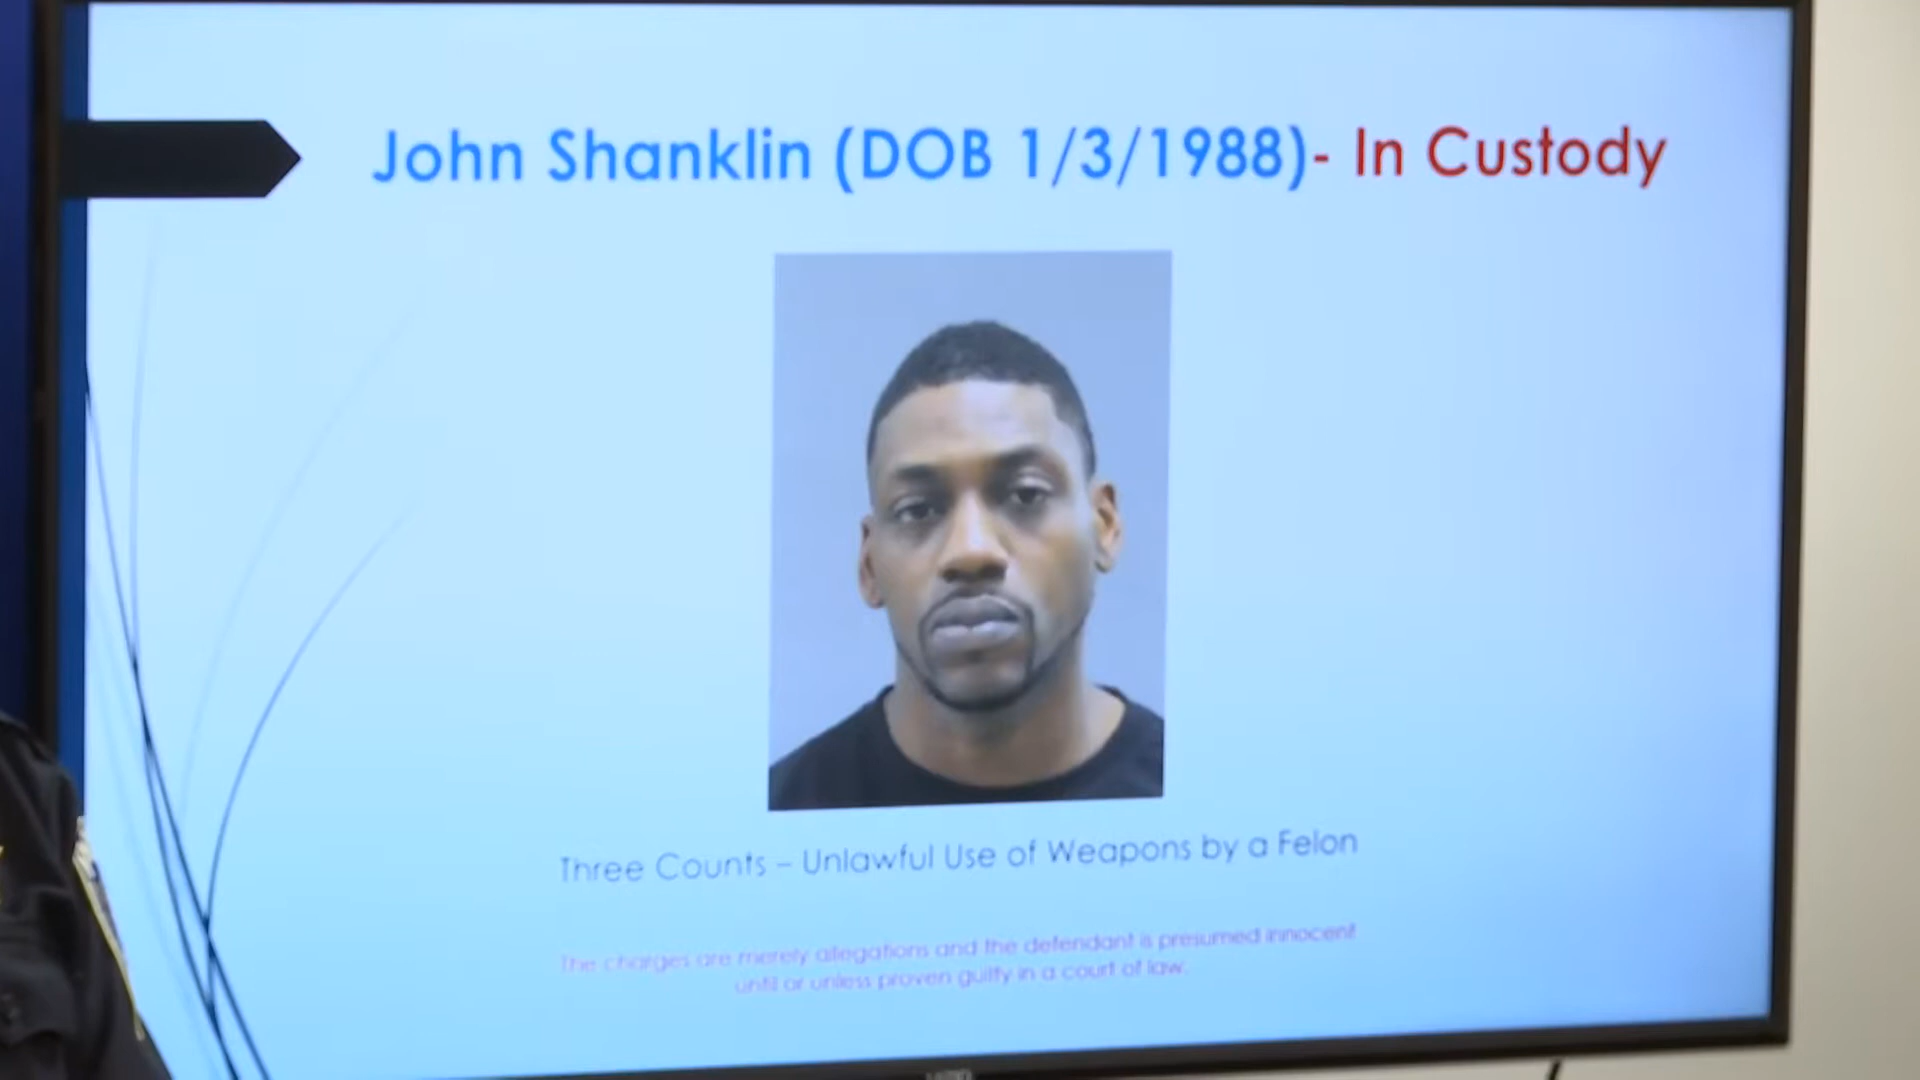 John Shanklin (DOB 1/3/1988)- In Custody
Three Counts – Unlawful Use of Weapons by a Felon
The charges are merely allegations and the defendant is presumed innocent
until or unless proven guilty in a court of law.